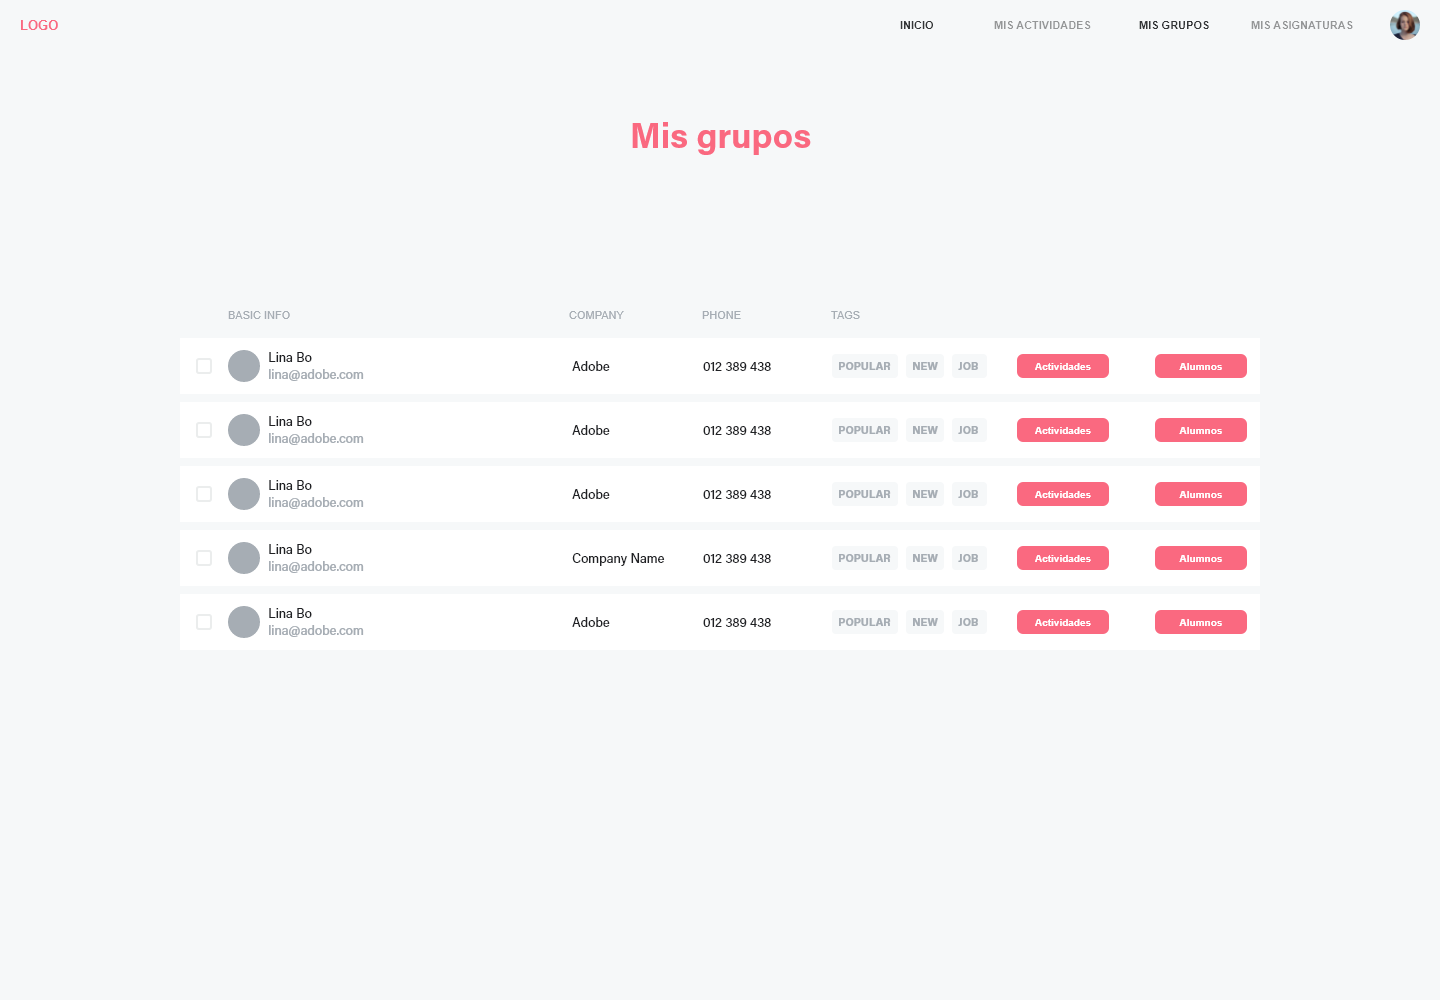 LOGO
INICIO MIS ACTIVIDADES MIS GRUPOS MIS ASIGNATURAS
Mis grupos
BASIC INFO COMPANY PHONE TAGS
Lina Bo
lina@adobe.com
Adobe 012 389 438 POPULAR NEW JOB Actividades Alumnos
Lina Bo
lina@adobe.com
Adobe 012 389 438 POPULAR NEW JOB Actividades Alumnos
Lina Bo
lina@adobe.com
Adobe 012 389 438 POPULAR NEW JOB Actividades Alumnos
Lina Bo
lina@adobe.com
Company Name 012 389 438 POPULAR NEW JOB Actividades Alumnos
Lina Bo
lina@adobe.com
Adobe 012 389 438 POPULAR NEW JOB Actividades Alumnos